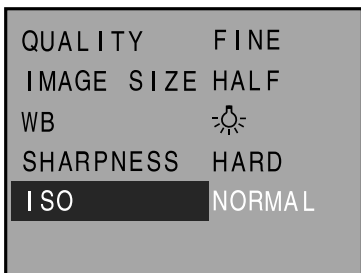 QUALITY FINE
IMAGE SIZE HALF
WB
SHARPNESS HARD
ISO NORMAL